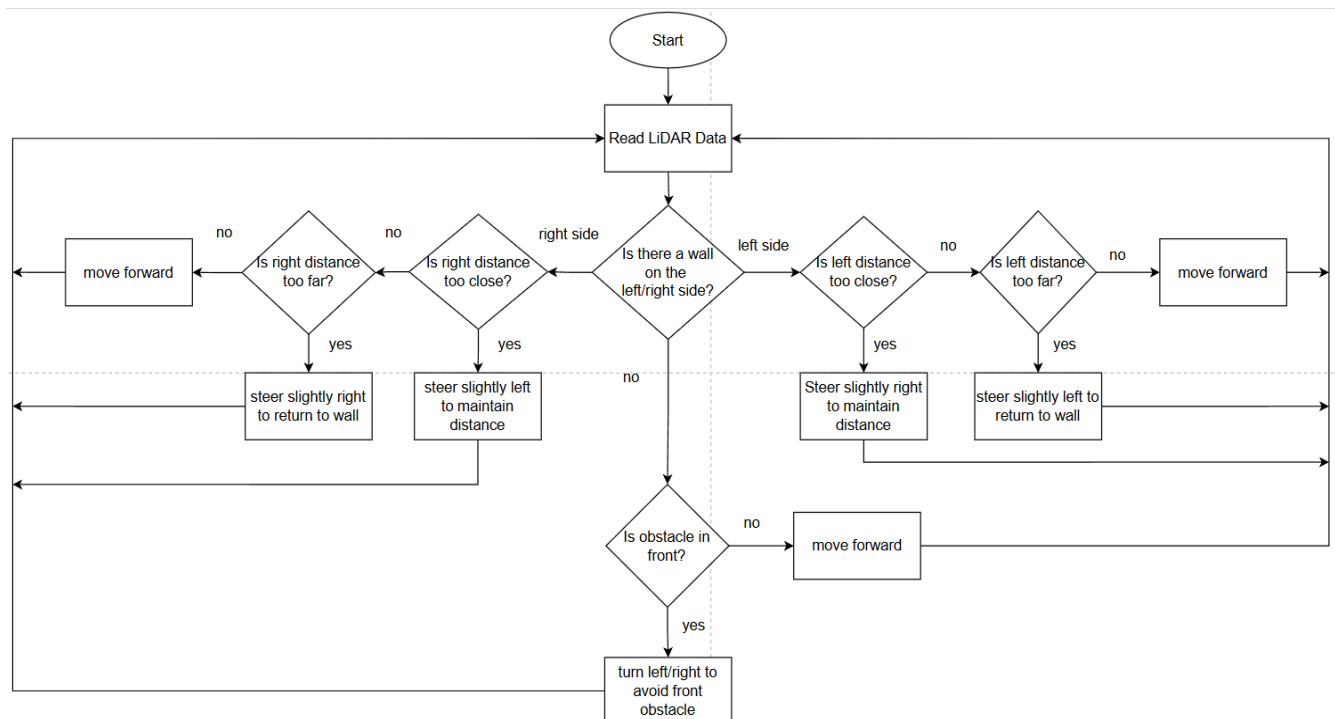 Start
Read LiDAR Data
right side
left side
no
no
no
no
Is there a wall
on the
left/right side?
move forward
Is right distance
too far?
Is right distance
too close?
Is left distance
too close?
Is left distance
too far?
move forward
yes
yes
yes
yes
no
steer slightly right
to return to wall
steer slightly left
to maintain
distance
Steer slightly right
to maintain
distance
steer slightly left to
return to wall
Is obstacle in
front?
no
move forward
yes
turn left/right to
avoid front
obstacle